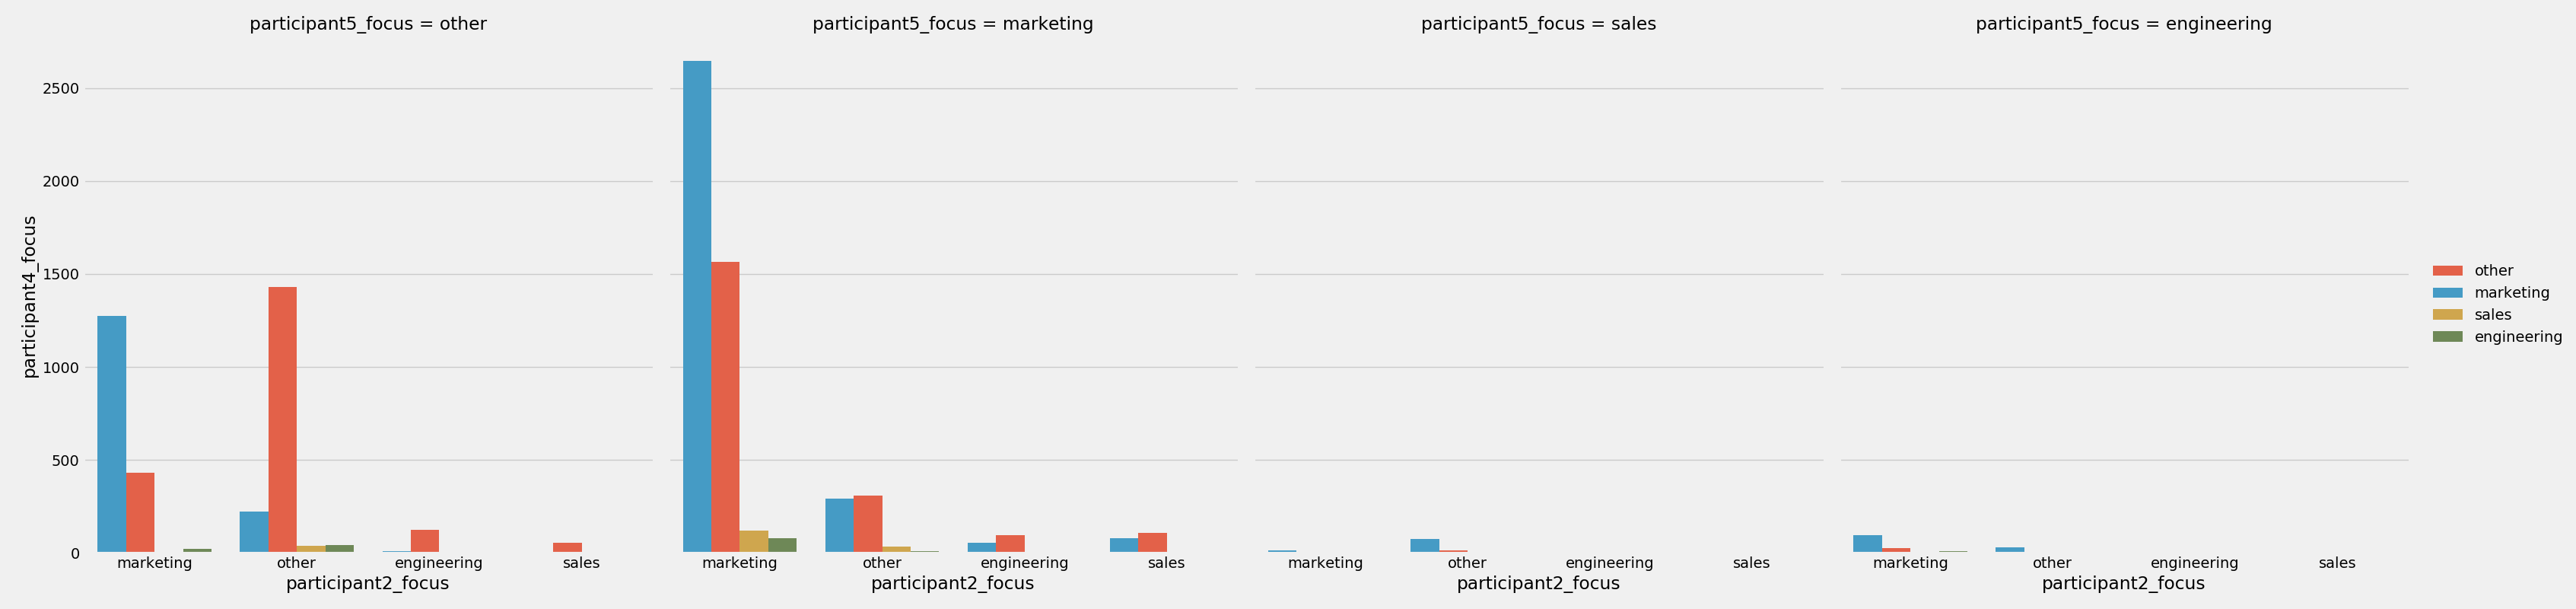 participant5_focus = other
participant5_focus = marketing
participant5_focus = sales
participant5_focus = engineering
participant4_focus
2500
2000
1500
1000
500
0
marketing other engineering sales
participant2_focus
marketing other engineering sales
participant2_focus
marketing other engineering sales
participant2_focus
marketing other engineering sales
participant2_focus
other
marketing
sales
engineering